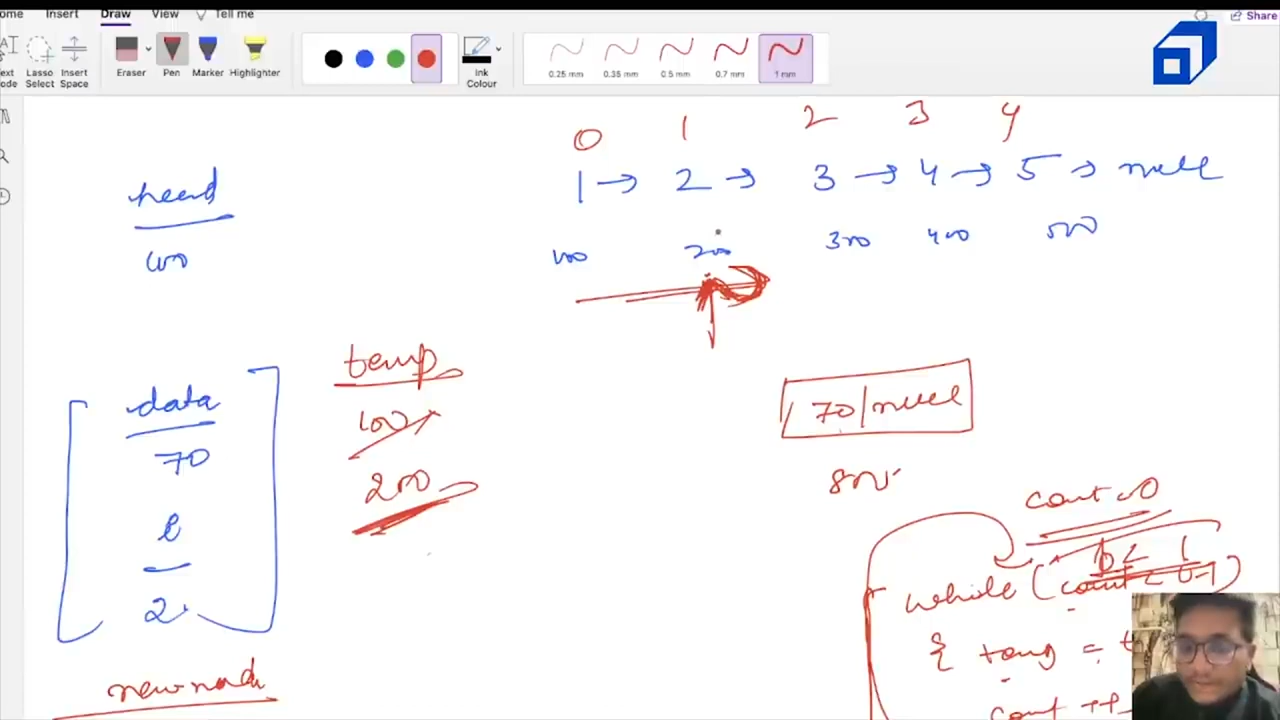 Home Insert Draw View Tell me Share
Text Mode Lasso Select Insert Space Eraser Pen Marker Highlighter Ink Colour 0.25 mm 0.35 mm 0.5 mm 0.7 mm 1 mm
0 1 2 3 4
1 → 2 → 3 → 4 → 5 → null
head
100
100 200 300 400 500
temp
100
200
data
70
l
2
70/null
800
count = 0
while (count < l-1)
{ temp =
count ++
newnode